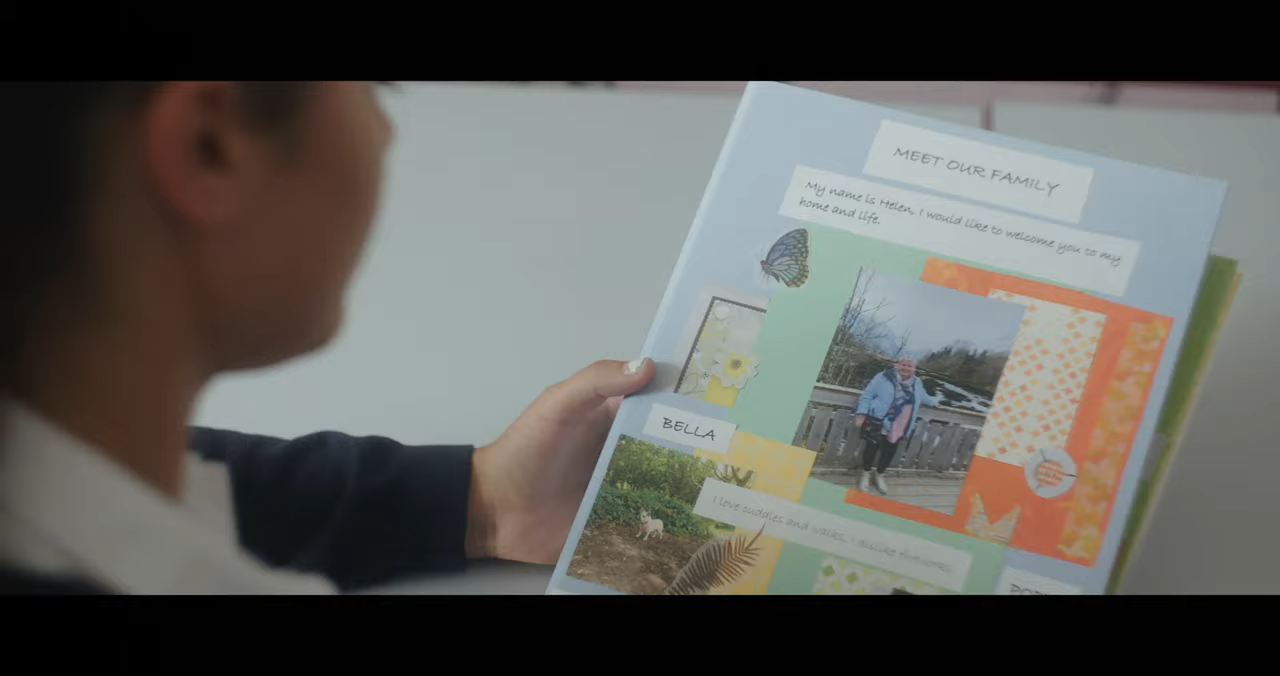 MEET OUR FAMILY
My name is Helen, I would like to welcome you to my
home and life.
BELLA
I love cuddles and walks. I dislike